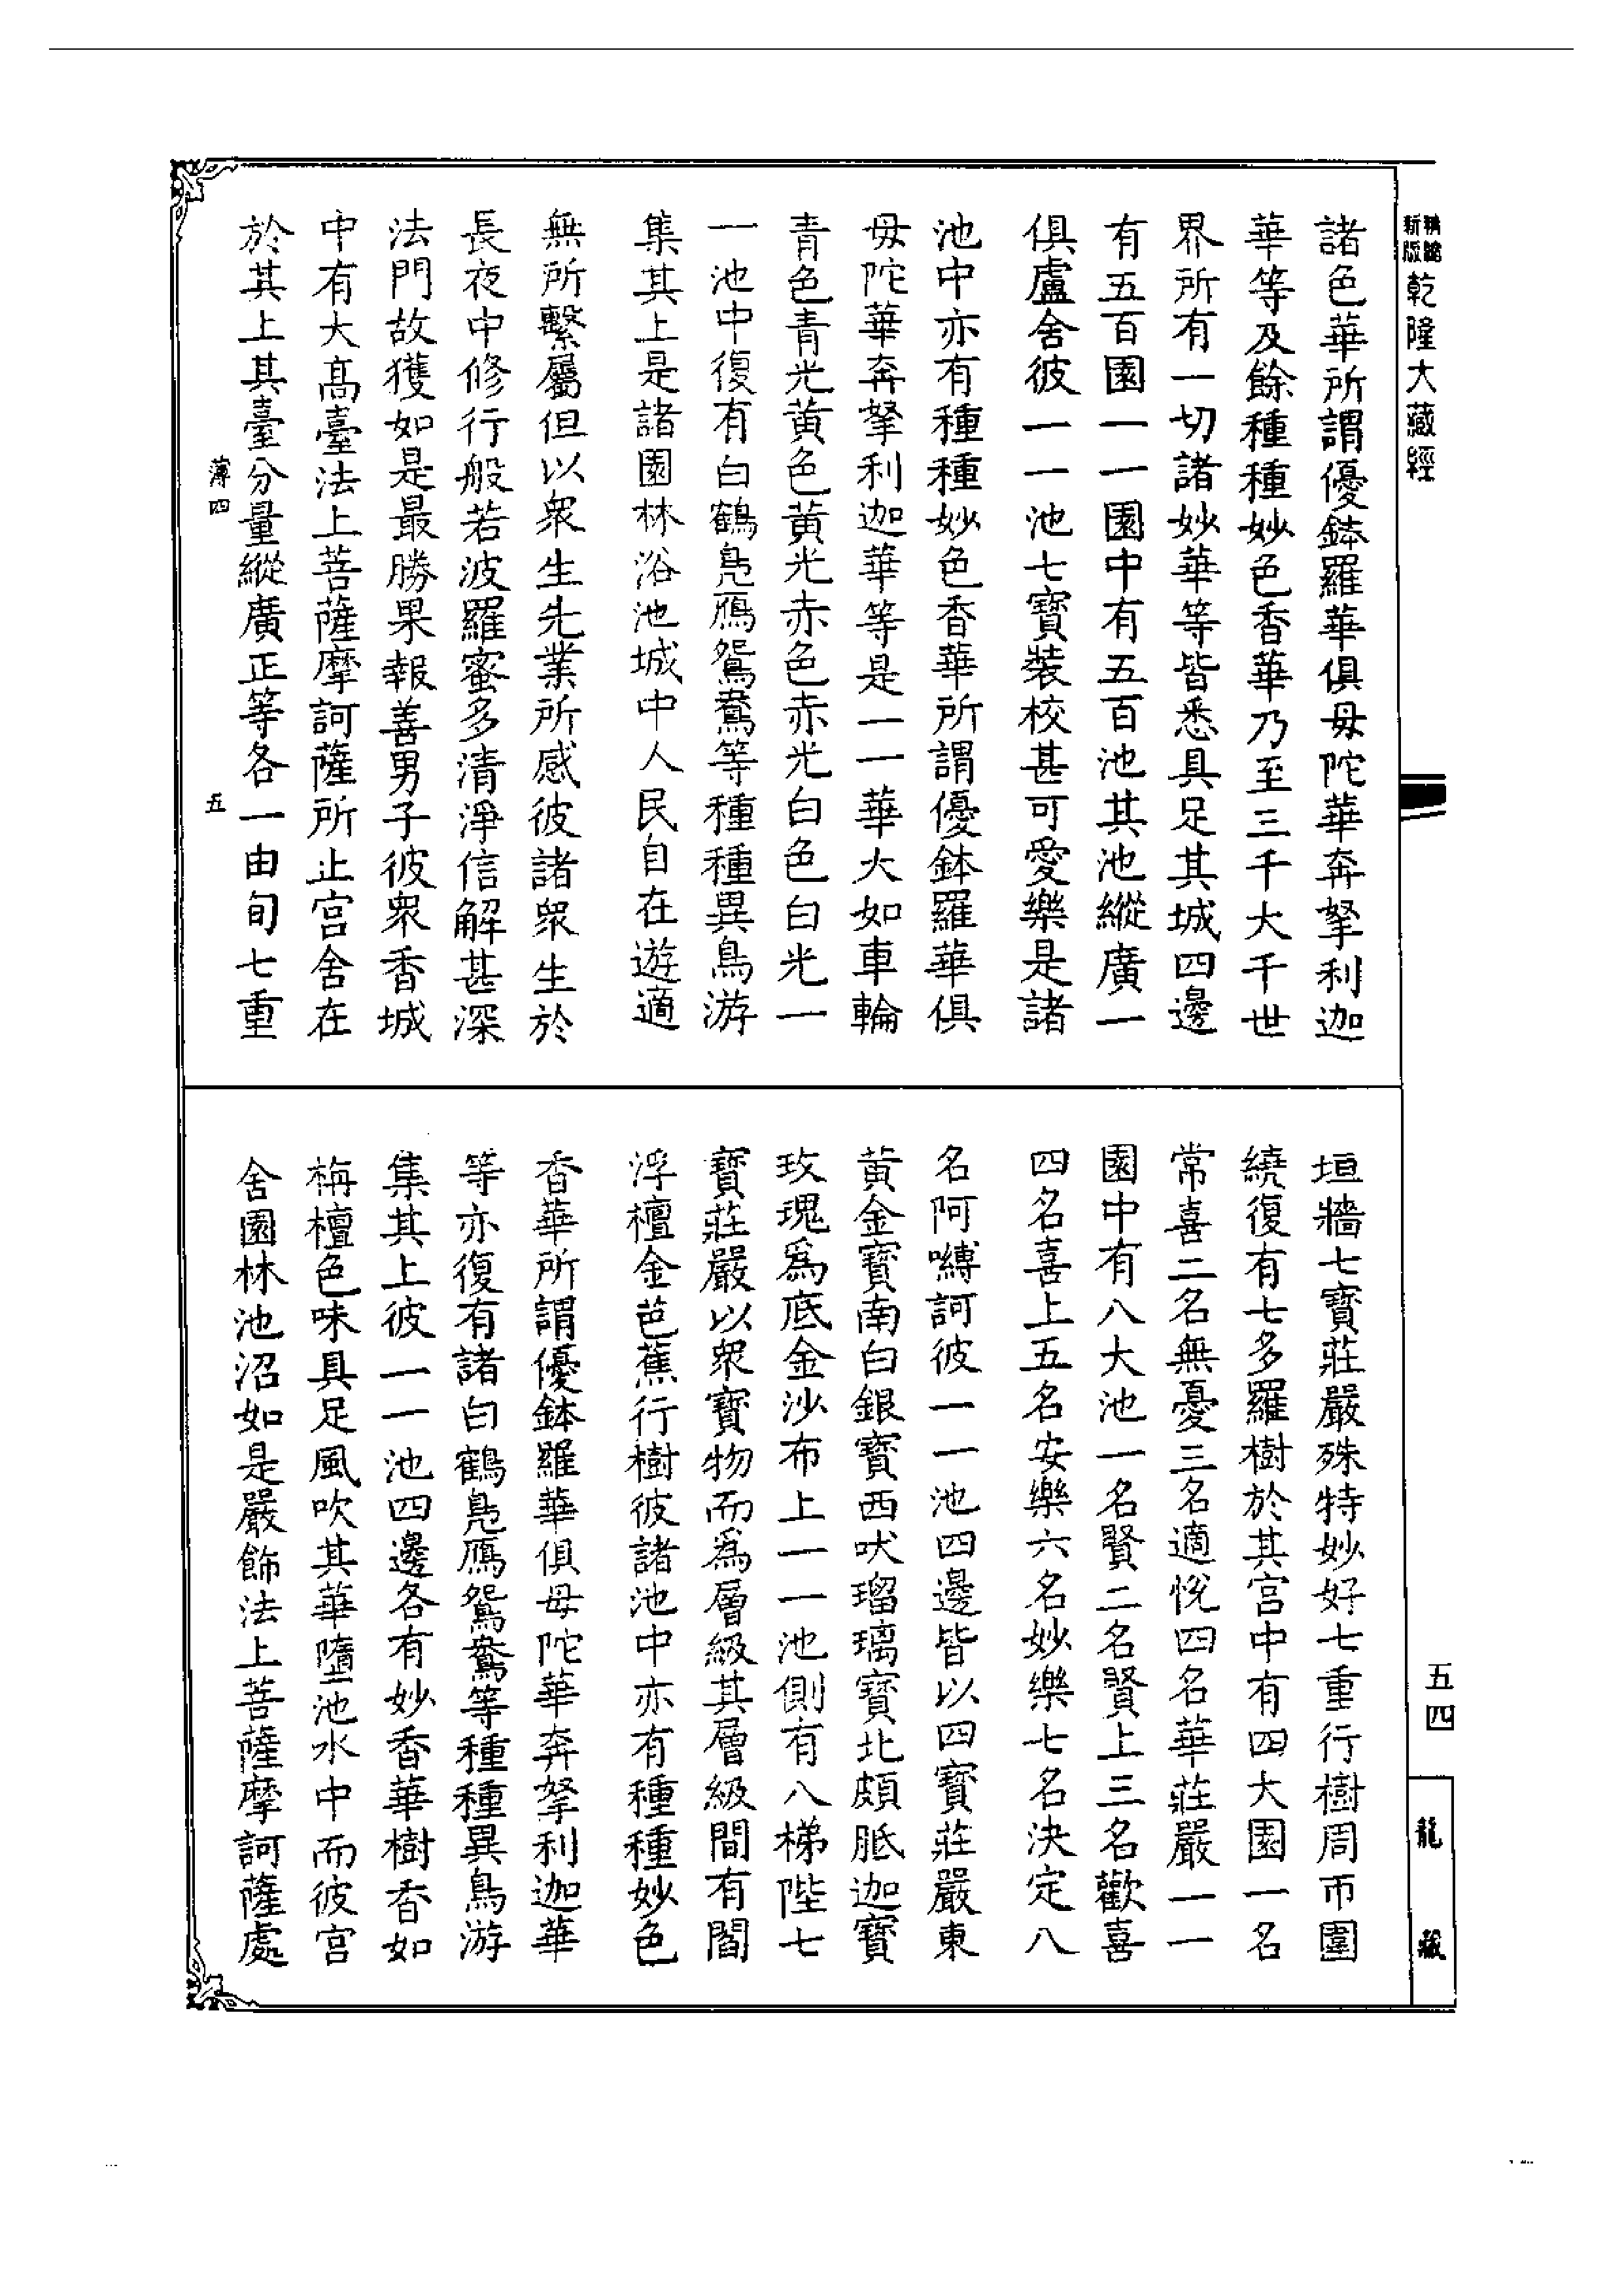 新版
精縮
乾隆大藏經
諸色華所謂優鉢羅華俱毋陀華奔拏利迦
華等及餘種種妙色香華乃至三千大千世
界所有一切諸妙華等皆悉具足其城四邊
有五百園一一園中有五百池其池縱廣一
俱盧舍彼一一池七寶裝校甚可愛樂是諸
池中亦有種種妙色香華所謂優鉢羅華俱
毋陀華奔拏利迦華等是一一華大如車輪
青色青光黃色黃光赤色赤光白色白光一
一池中復有白鶴鳧鴈鴛鴦等種種異鳥游
集其上是諸園林浴池城中人民自在遊適
無所繫屬但以眾生先業所感彼諸眾生於
長夜中修行般若波羅蜜多清淨信解甚深
法門故獲如是最勝果報善男子彼眾香城
中有大高臺法上菩薩摩訶薩所止宮舍在
於其上其臺分量縱廣正等各一由旬七重
薄四
五
垣牆七寶莊嚴殊特妙好七重行樹周帀圍
繞復有七多羅樹於其宮中有四大園一名
常喜二名無憂三名適悅四名華莊嚴一一
園中有八大池一名賢二名賢上三名歡喜
四名喜上五名安樂六名妙樂七名決定八
名阿嚩訶彼一一池四邊皆以四寶莊嚴東
黃金寶南白銀寶西吠瑠璃寶北頗胝迦寶
玫瑰爲底金沙布上一一池側有八梯陛七
寶莊嚴以眾寶物而爲層級其層級間有閻
浮檀金芭蕉行樹彼諸池中亦有種種妙色
香華所謂優鉢羅華俱毋陀華奔拏利迦華
等亦復有諸白鶴鳧鴈鴛鴦等種種異鳥游
集其上彼一一池四邊各有妙香華樹香如
栴檀色味具足風吹其華墮池水中而彼宮
舍園林池沼如是嚴飾法上菩薩摩訶薩處
五四
龍藏